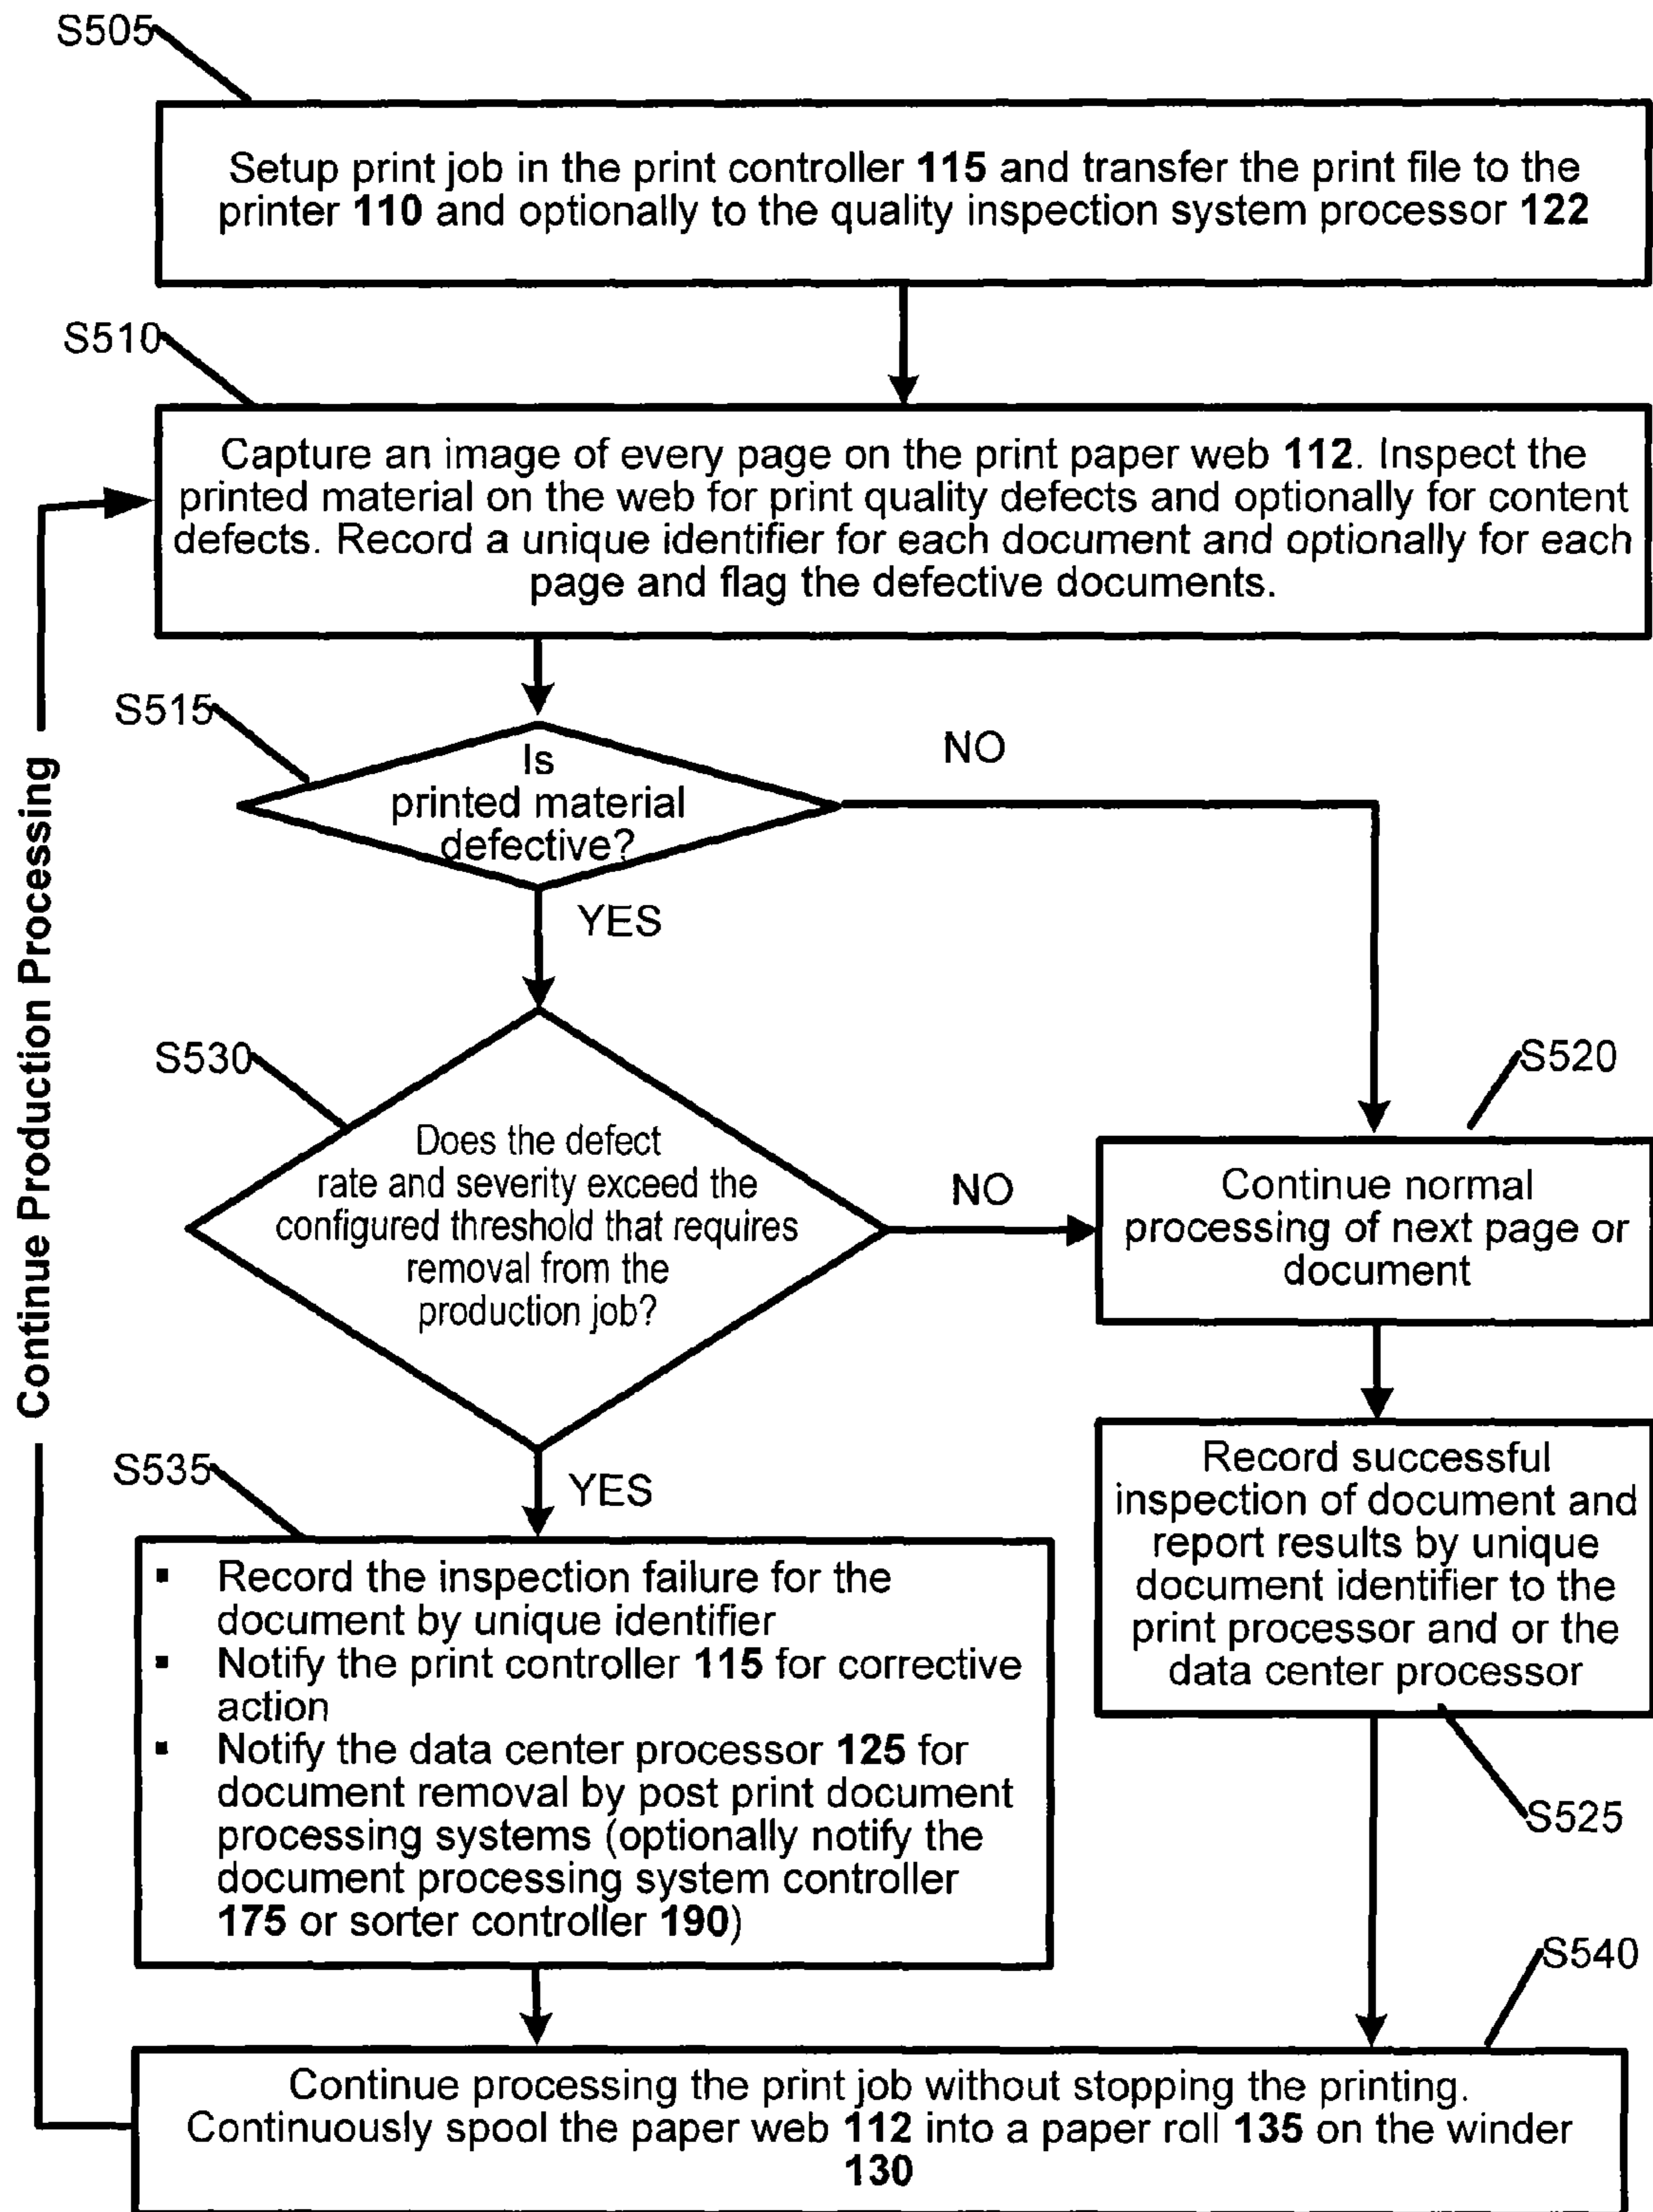 S505
Setup print job in the print controller 115 and transfer the print file to the
printer 110 and optionally to the quality inspection system processor 122
S510
Capture an image of every page on the print paper web 112. Inspect the
printed material on the web for print quality defects and optionally for content
defects. Record a unique identifier for each document and optionally for each
page and flag the defective documents.
S515
Is
printed material
defective?
NO
YES
Continue Production Processing
S530
Does the defect
rate and severity exceed the
configured threshold that requires
removal from the
production job?
NO
YES
S520
Continue normal
processing of next page or
document
Record successful
inspection of document and
report results by unique
document identifier to the
print processor and or the
data center processor
S525
S535
▪ Record the inspection failure for the
document by unique identifier
▪ Notify the print controller 115 for corrective
action
▪ Notify the data center processor 125 for
document removal by post print document
processing systems (optionally notify the
document processing system controller
175 or sorter controller 190)
S540
Continue processing the print job without stopping the printing.
Continuously spool the paper web 112 into a paper roll 135 on the winder
130